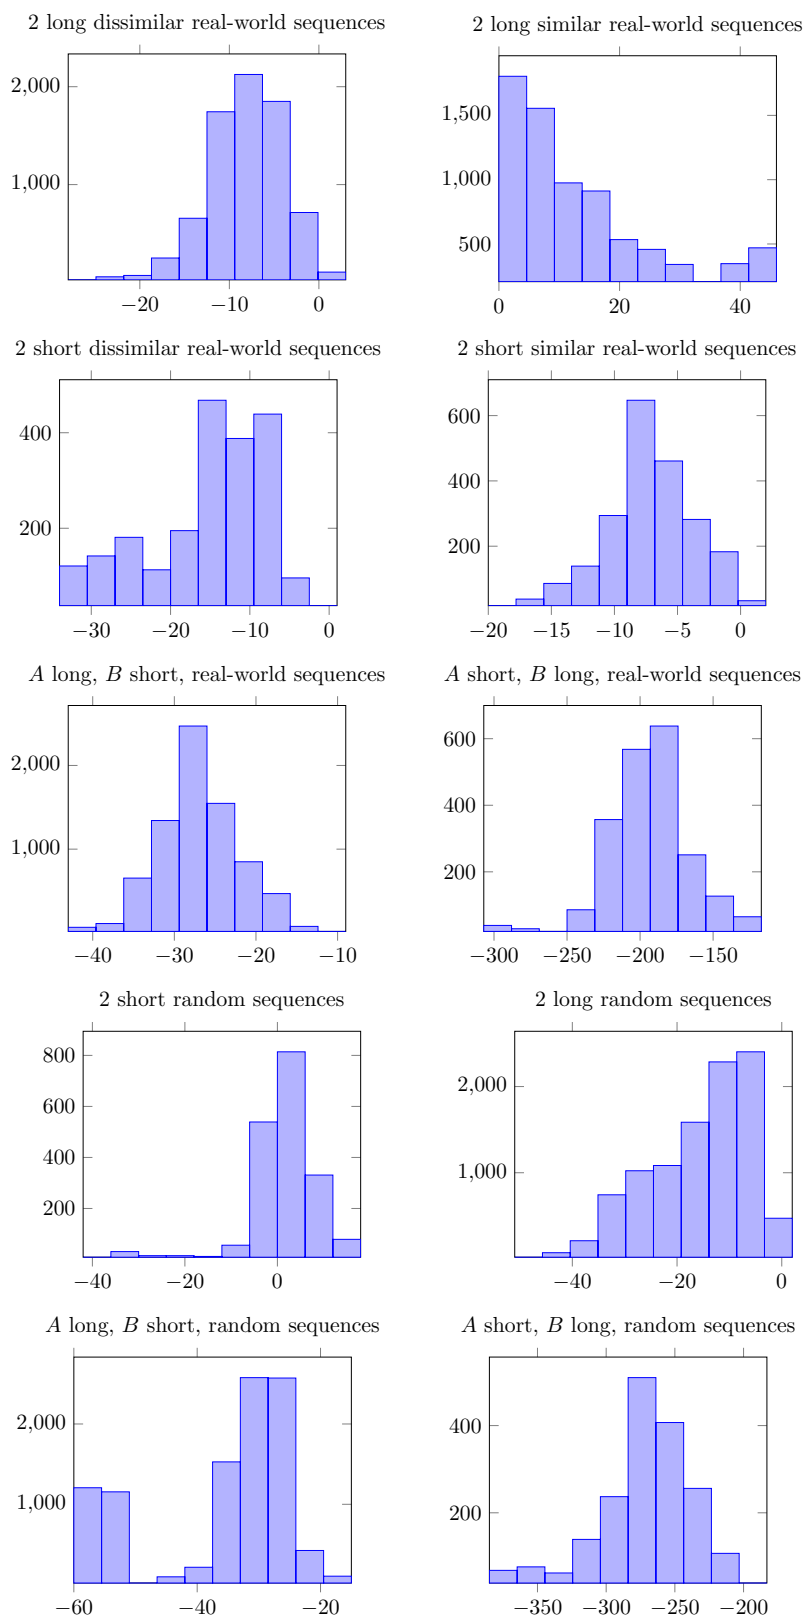 2 long dissimilar real-world sequences
2,000
1,000
−20 −10 0
2 long similar real-world sequences
1,500
1,000
500
0 20 40
2 short dissimilar real-world sequences
400
200
−30 −20 −10 0
2 short similar real-world sequences
600
400
200
−20 −15 −10 −5 0
A long, B short, real-world sequences
2,000
1,000
−40 −30 −20 −10
A short, B long, real-world sequences
600
400
200
−300 −250 −200 −150
2 short random sequences
800
600
400
200
−40 −20 0
2 long random sequences
2,000
1,000
−40 −20 0
A long, B short, random sequences
2,000
1,000
−60 −40 −20
A short, B long, random sequences
400
200
−350 −300 −250 −200